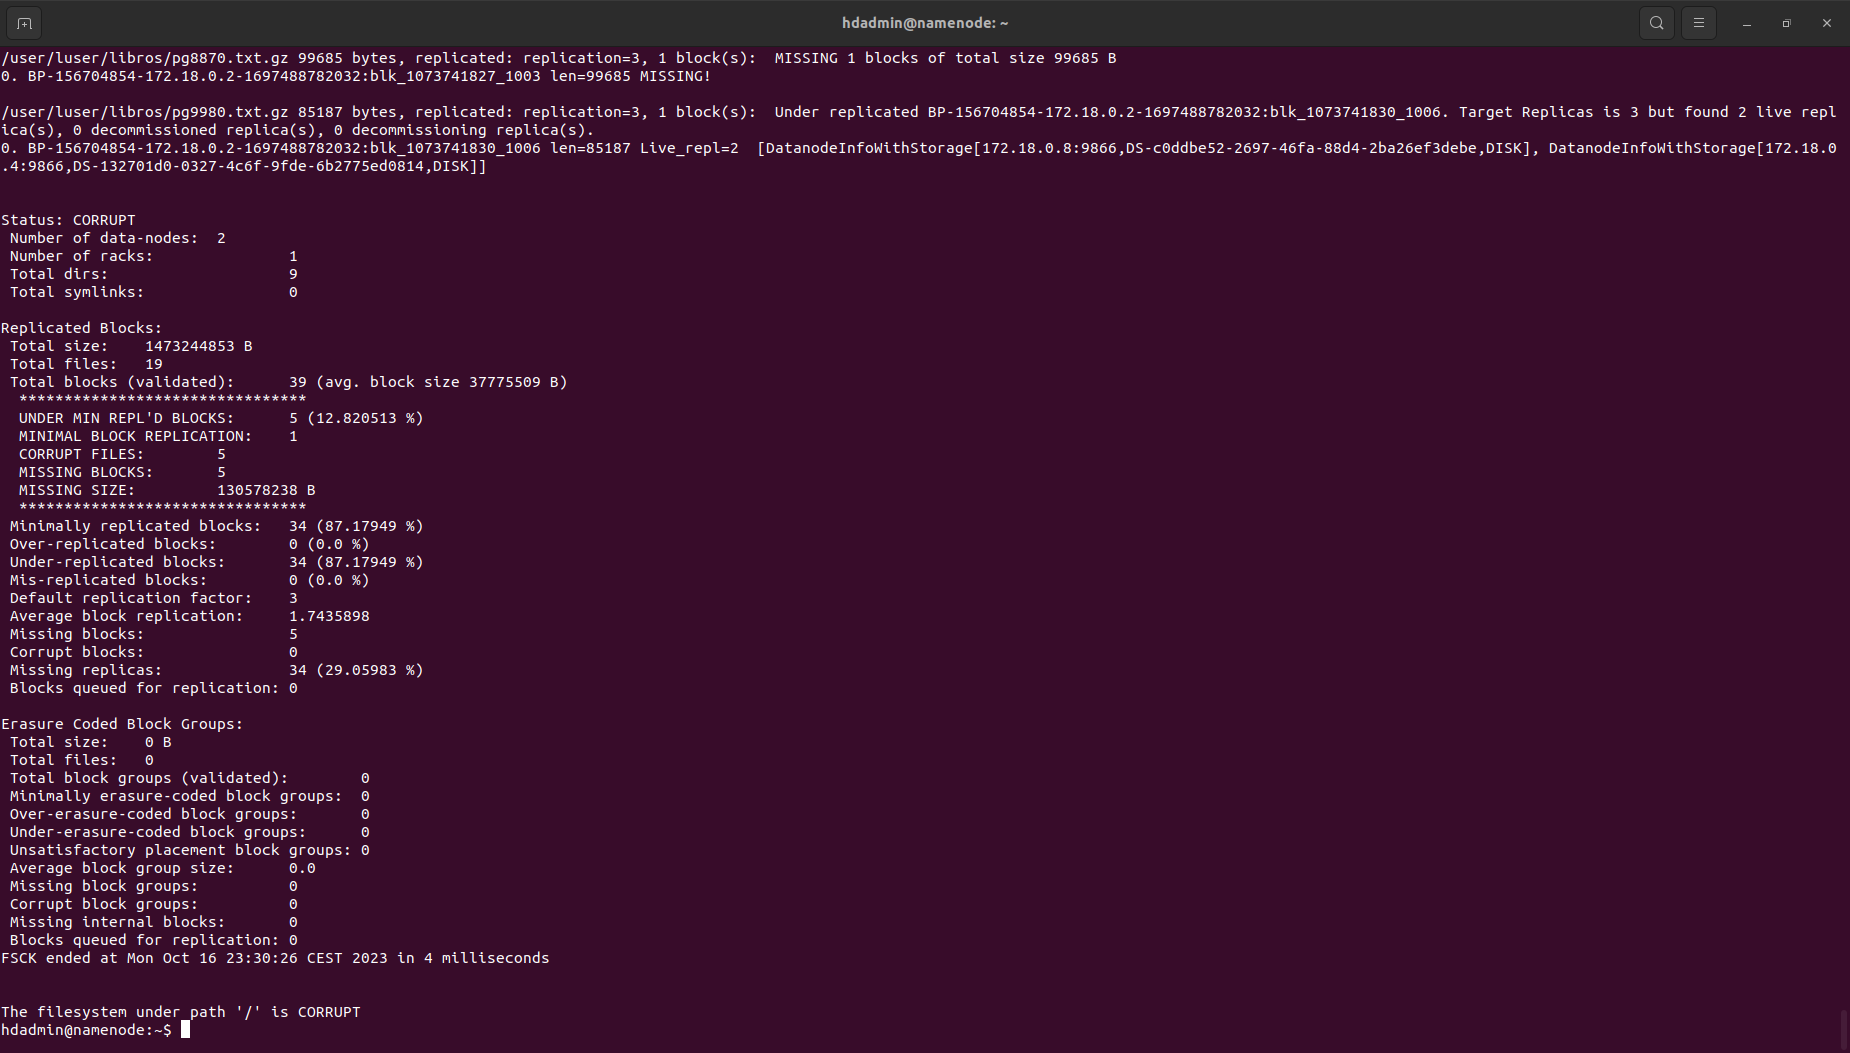 hdadmin@namenode: ~
/user/luser/libros/pg8870.txt.gz 99685 bytes, replicated: replication=3, 1 block(s):  MISSING 1 blocks of total size 99685 B
0. BP-156704854-172.18.0.2-1697488782032:blk_1073741827_1003 len=99685 MISSING!
/user/luser/libros/pg9980.txt.gz 85187 bytes, replicated: replication=3, 1 block(s):  Under replicated BP-156704854-172.18.0.2-1697488782032:blk_1073741830_1006. Target Replicas is 3 but found 2 live repl
ica(s), 0 decommissioned replica(s), 0 decommissioning replica(s).
0. BP-156704854-172.18.0.2-1697488782032:blk_1073741830_1006 len=85187 Live_repl=2  [DatanodeInfoWithStorage[172.18.0.8:9866,DS-c0ddbe52-2697-46fa-88d4-2ba26ef3debe,DISK], DatanodeInfoWithStorage[172.18.0
.4:9866,DS-132701d0-0327-4c6f-9fde-6b2775ed0814,DISK]]
Status: CORRUPT
 Number of data-nodes:  2
 Number of racks:               1
 Total dirs:                    9
 Total symlinks:                0
Replicated Blocks:
 Total size:    1473244853 B
 Total files:   19
 Total blocks (validated):      39 (avg. block size 37775509 B)
  ********************************
  UNDER MIN REPL'D BLOCKS:      5 (12.820513 %)
  MINIMAL BLOCK REPLICATION:    1
  CORRUPT FILES:        5
  MISSING BLOCKS:       5
  MISSING SIZE:         130578238 B
  ********************************
 Minimally replicated blocks:   34 (87.17949 %)
 Over-replicated blocks:        0 (0.0 %)
 Under-replicated blocks:       34 (87.17949 %)
 Mis-replicated blocks:         0 (0.0 %)
 Default replication factor:    3
 Average block replication:     1.7435898
 Missing blocks:                5
 Corrupt blocks:                0
 Missing replicas:              34 (29.05983 %)
 Blocks queued for replication: 0
Erasure Coded Block Groups:
 Total size:    0 B
 Total files:   0
 Total block groups (validated):        0
 Minimally erasure-coded block groups:  0
 Over-erasure-coded block groups:       0
 Under-erasure-coded block groups:      0
 Unsatisfactory placement block groups: 0
 Average block group size:      0.0
 Missing block groups:          0
 Corrupt block groups:          0
 Missing internal blocks:       0
 Blocks queued for replication: 0
FSCK ended at Mon Oct 16 23:30:26 CEST 2023 in 4 milliseconds
The filesystem under path '/' is CORRUPT
hdadmin@namenode:~$